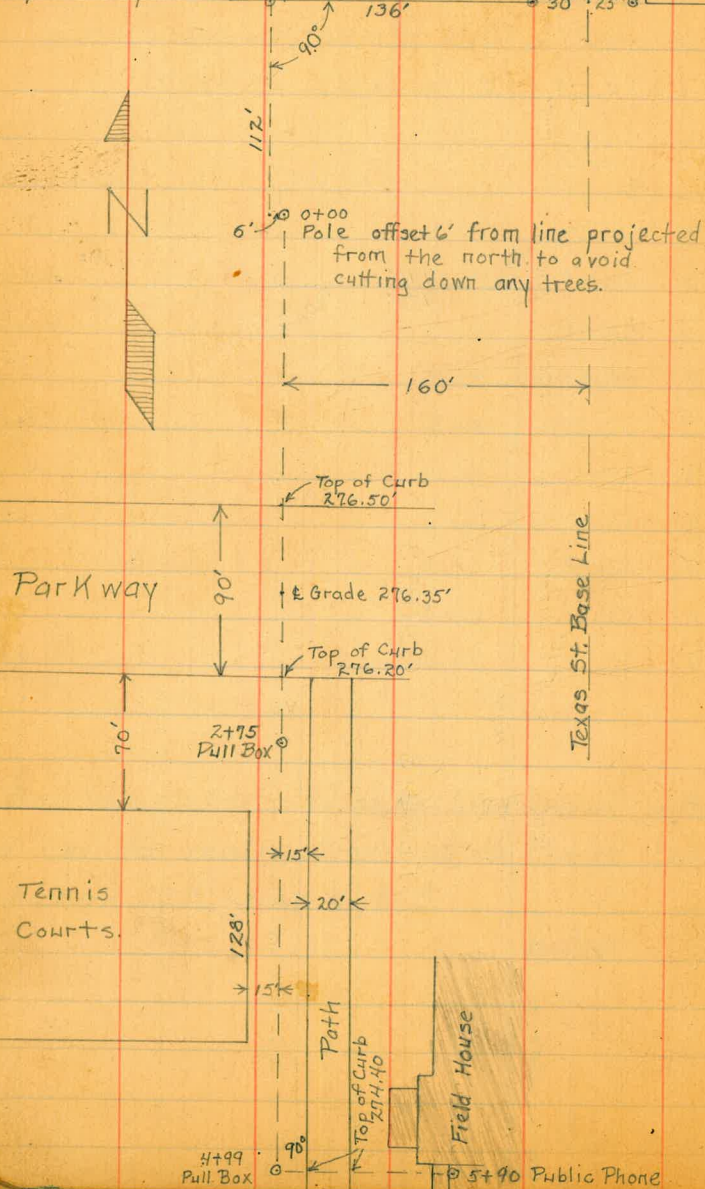 136'
30
25
90°
112'
N
6'
0+00
Pole offset 6' from line projected
from the north to avoid
cutting down any trees.
160'
Top of Curb
276.50'
Parkway
90'
℄ Grade 276.35'
Texas St. Base Line
Top of Curb
276.20'
70'
2+75
Pull Box
15'
Tennis
Courts.
20'
128'
15'
Path
Top of Curb
274.40
Field House
90°
4+99
Pull Box
5+90 Public Phone